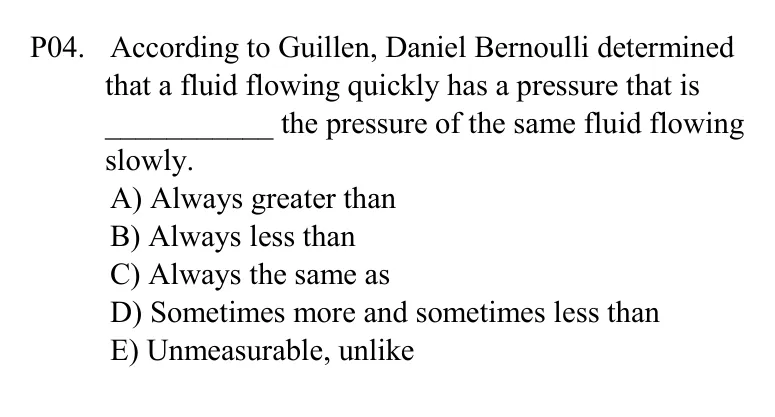 P04. According to Guillen, Daniel Bernoulli determined
that a fluid flowing quickly has a pressure that is
___________ the pressure of the same fluid flowing
slowly.
A) Always greater than
B) Always less than
C) Always the same as
D) Sometimes more and sometimes less than
E) Unmeasurable, unlike